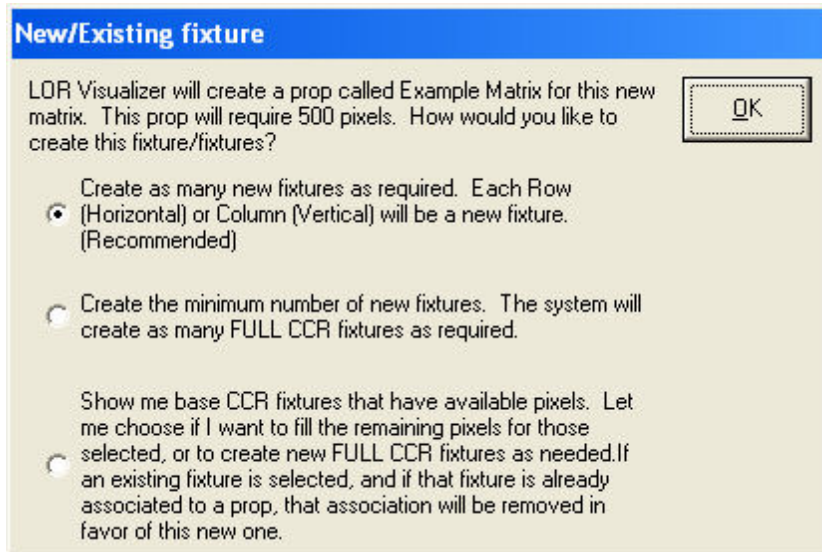 New/Existing fixture
LOR Visualizer will create a prop called Example Matrix for this new
matrix.  This prop will require 500 pixels.  How would you like to
create this fixture/fixtures?
OK
Create as many new fixtures as required.  Each Row
(Horizontal) or Column (Vertical) will be a new fixture.
(Recommended)
Create the minimum number of new fixtures.  The system will
create as many FULL CCR fixtures as required.
Show me base CCR fixtures that have available pixels.  Let
me choose if I want to fill the remaining pixels for those
selected, or to create new FULL CCR fixtures as needed.If
an existing fixture is selected, and if that fixture is already
associated to a prop, that association will be removed in
favor of this new one.